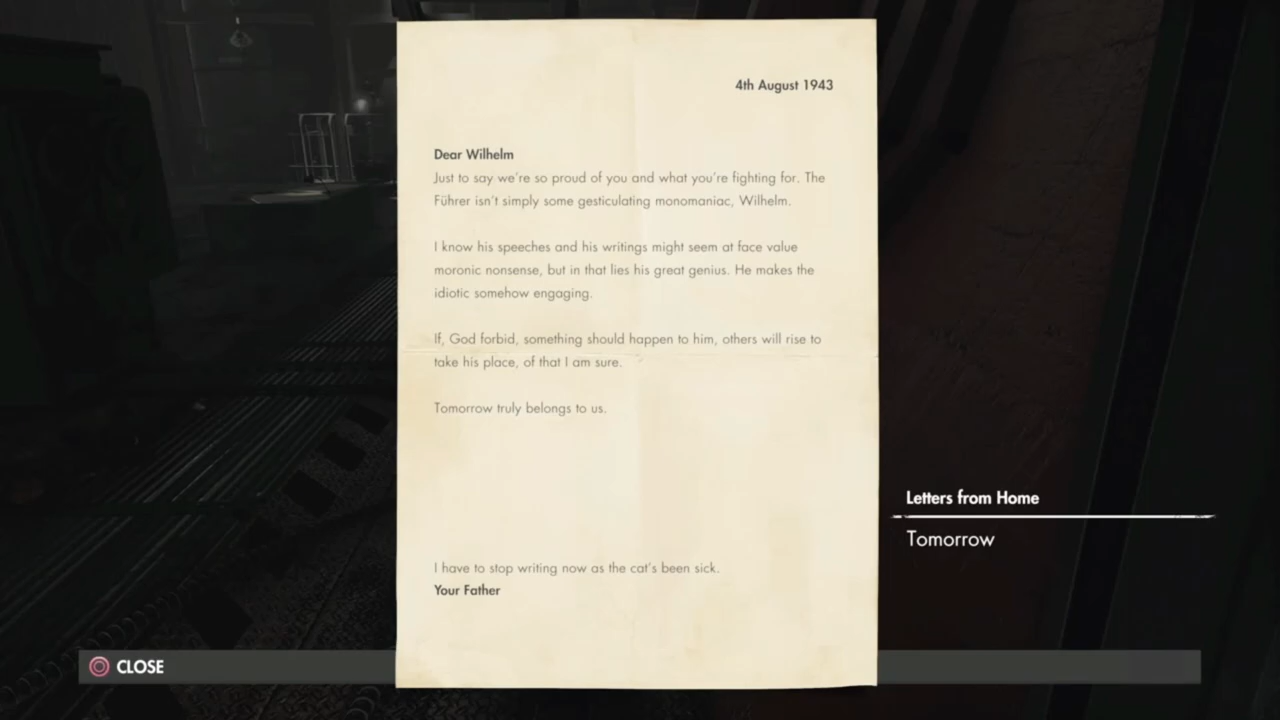 4th August 1943
Dear Wilhelm
Just to say we're so proud of you and what you're fighting for. The
Führer isn't simply some gesticulating monomaniac, Wilhelm.
I know his speeches and his writings might seem at face value
moronic nonsense, but in that lies his great genius. He makes the
idiotic somehow engaging.
If, God forbid, something should happen to him, others will rise to
take his place, of that I am sure.
Tomorrow truly belongs to us.
I have to stop writing now as the cat's been sick.
Your Father
Letters from Home
Tomorrow
CLOSE